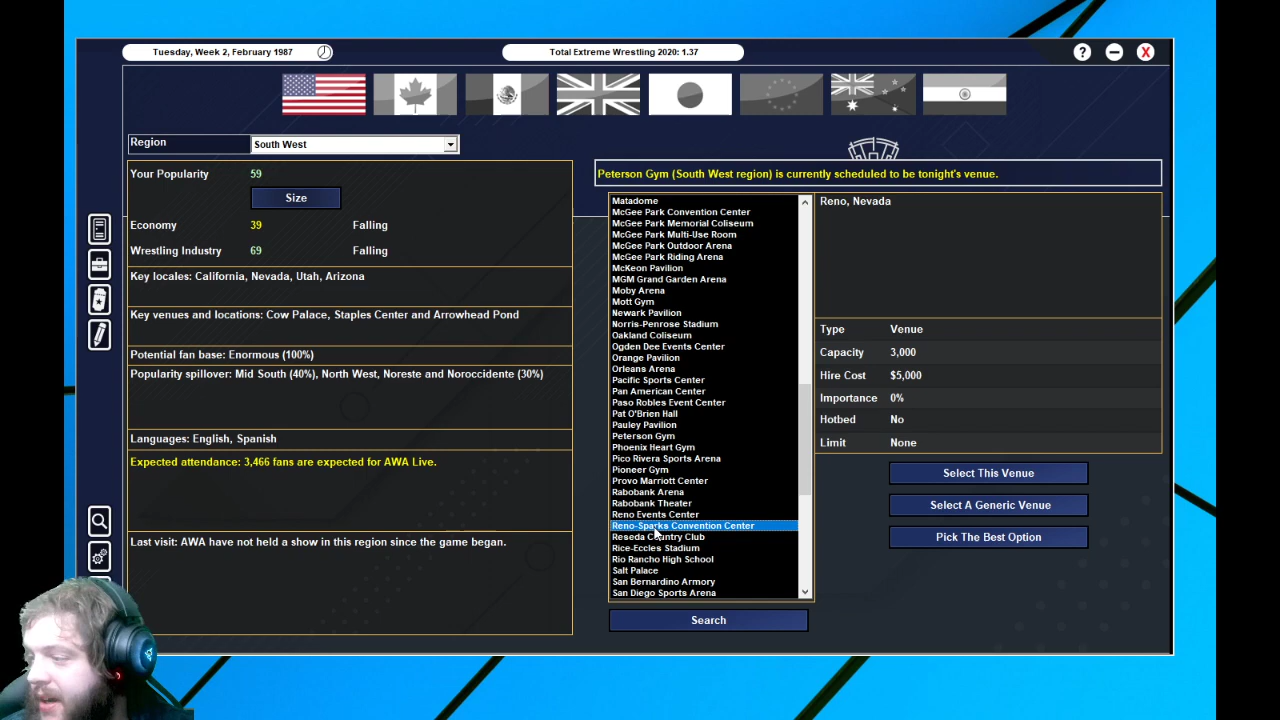 Tuesday, Week 2, February 1987
Total Extreme Wrestling 2020: 1.37
?
X
Region
South West
Your Popularity 59
Size
Economy 39 Falling
Wrestling Industry 69 Falling
Key locales: California, Nevada, Utah, Arizona
Key venues and locations: Cow Palace, Staples Center and Arrowhead Pond
Potential fan base: Enormous (100%)
Popularity spillover: Mid South (40%), North West, Noreste and Noroccidente (30%)
Languages: English, Spanish
Expected attendance: 3,466 fans are expected for AWA Live.
Last visit: AWA have not held a show in this region since the game began.
Peterson Gym (South West region) is currently scheduled to be tonight's venue.
Matadome
McGee Park Convention Center
McGee Park Memorial Coliseum
McGee Park Multi-Use Room
McGee Park Outdoor Arena
McGee Park Riding Arena
McKeon Pavilion
MGM Grand Garden Arena
Moby Arena
Mott Gym
Newark Pavilion
Norris-Penrose Stadium
Oakland Coliseum
Ogden Dee Events Center
Orange Pavilion
Orleans Arena
Pacific Sports Center
Pan American Center
Paso Robles Event Center
Pat O'Brien Hall
Pauley Pavilion
Peterson Gym
Phoenix Heart Gym
Pico Rivera Sports Arena
Pioneer Gym
Provo Marriott Center
Rabobank Arena
Rabobank Theater
Reno Events Center
Reno-Sparks Convention Center
Reseda Country Club
Rice-Eccles Stadium
Rio Rancho High School
Salt Palace
San Bernardino Armory
San Diego Sports Arena
Search
Reno, Nevada
Type Venue
Capacity 3,000
Hire Cost $5,000
Importance 0%
Hotbed No
Limit None
Select This Venue
Select A Generic Venue
Pick The Best Option